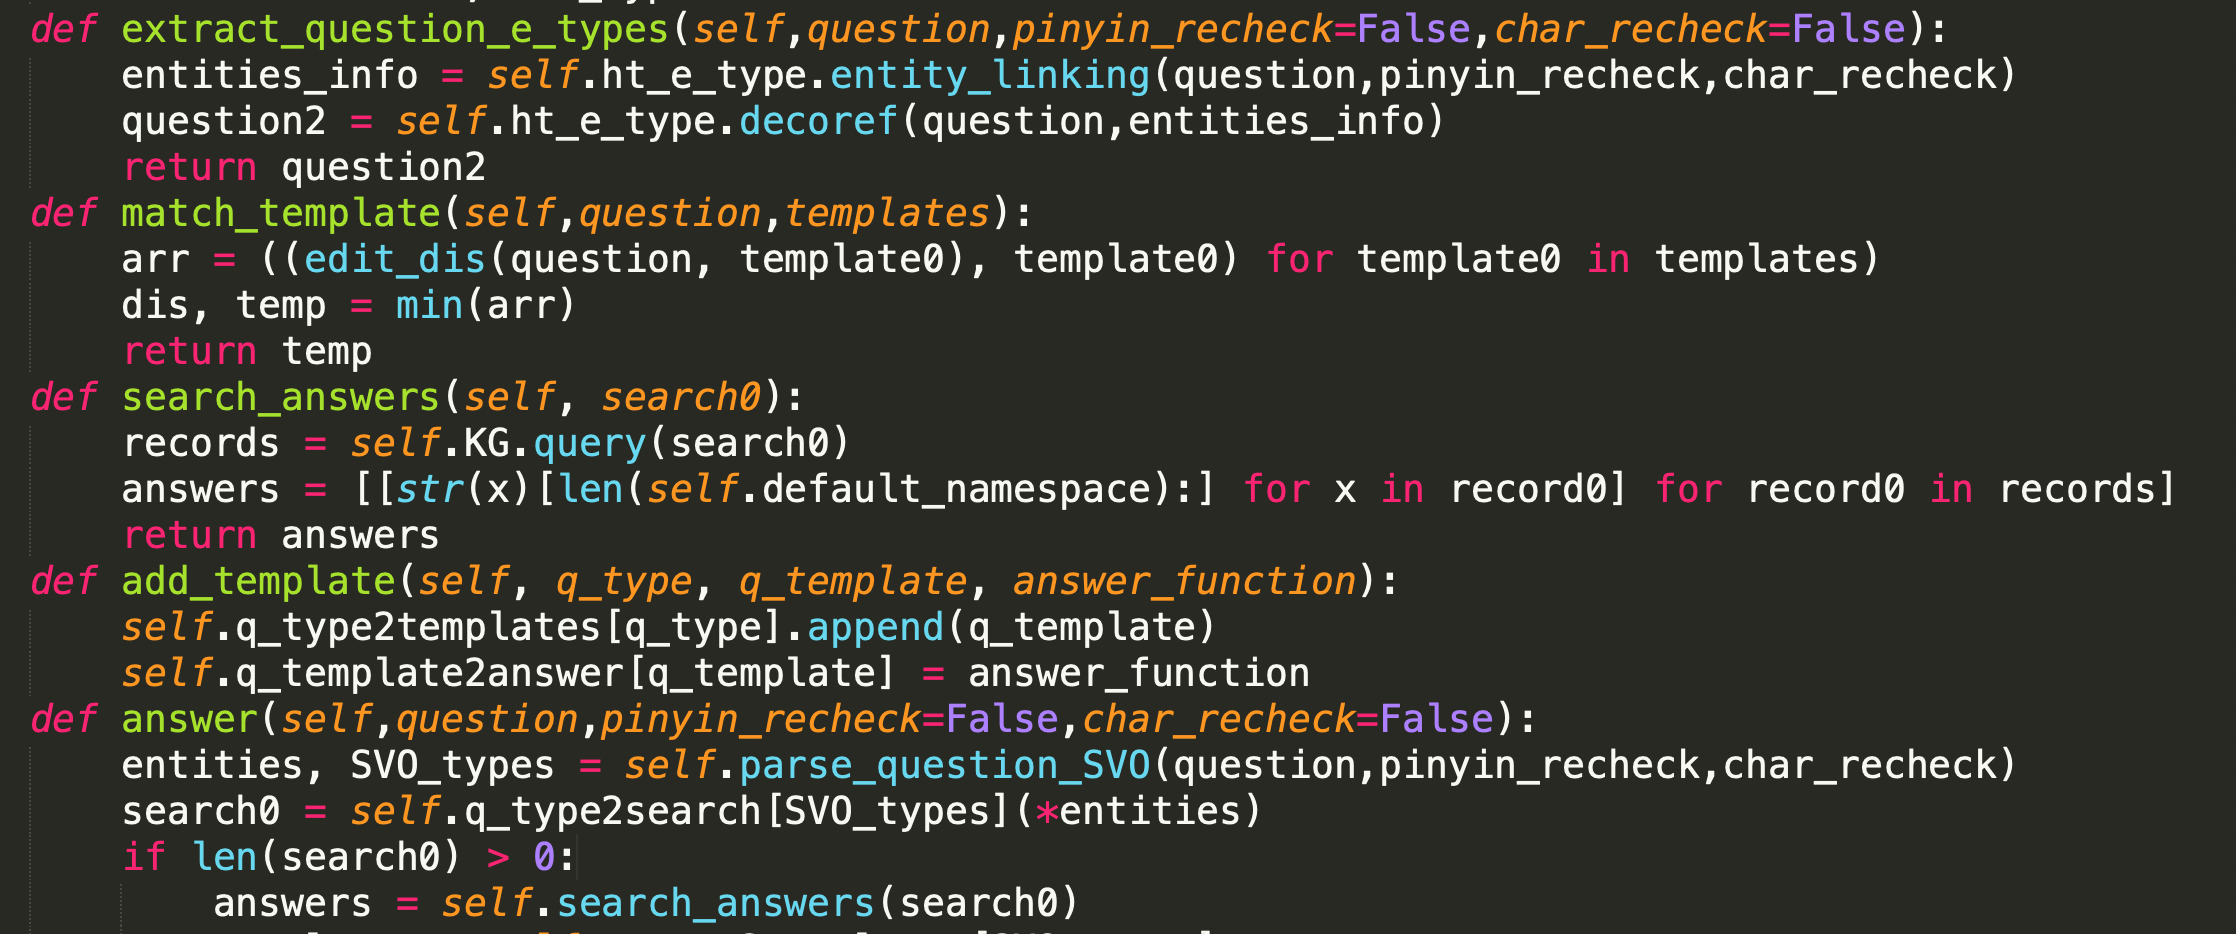 def extract_question_e_types(self,question,pinyin_recheck=False,char_recheck=False):
    entities_info = self.ht_e_type.entity_linking(question,pinyin_recheck,char_recheck)
    question2 = self.ht_e_type.decoref(question,entities_info)
    return question2
def match_template(self,question,templates):
    arr = ((edit_dis(question, template0), template0) for template0 in templates)
    dis, temp = min(arr)
    return temp
def search_answers(self, search0):
    records = self.KG.query(search0)
    answers = [[str(x)[len(self.default_namespace):] for x in record0] for record0 in records]
    return answers
def add_template(self, q_type, q_template, answer_function):
    self.q_type2templates[q_type].append(q_template)
    self.q_template2answer[q_template] = answer_function
def answer(self,question,pinyin_recheck=False,char_recheck=False):
    entities, SVO_types = self.parse_question_SVO(question,pinyin_recheck,char_recheck)
    search0 = self.q_type2search[SVO_types](*entities)
    if len(search0) > 0:
        answers = self.search_answers(search0)